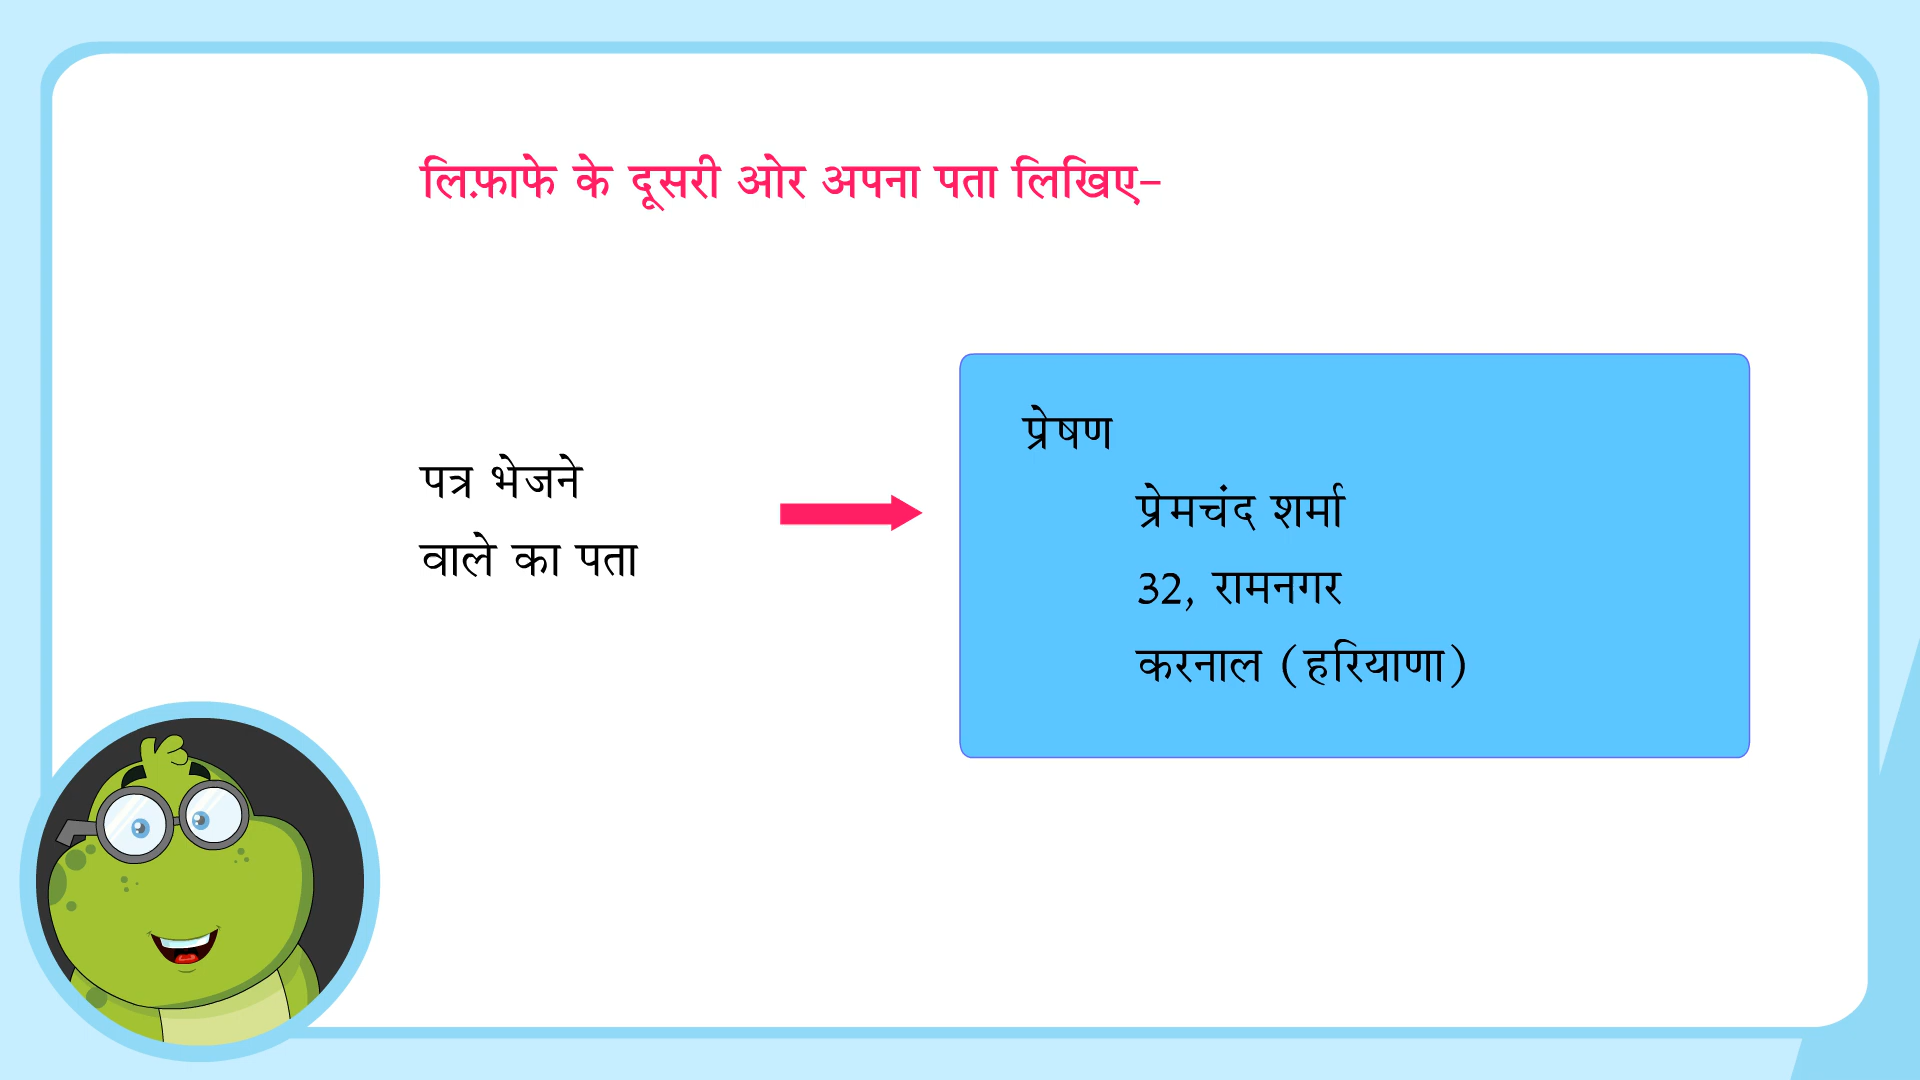 लिफ़ाफे के दूसरी ओर अपना पता लिखिए–
पत्र भेजने
वाले का पता
प्रेषण
प्रेमचंद शर्मा
32, रामनगर
करनाल (हरियाणा)